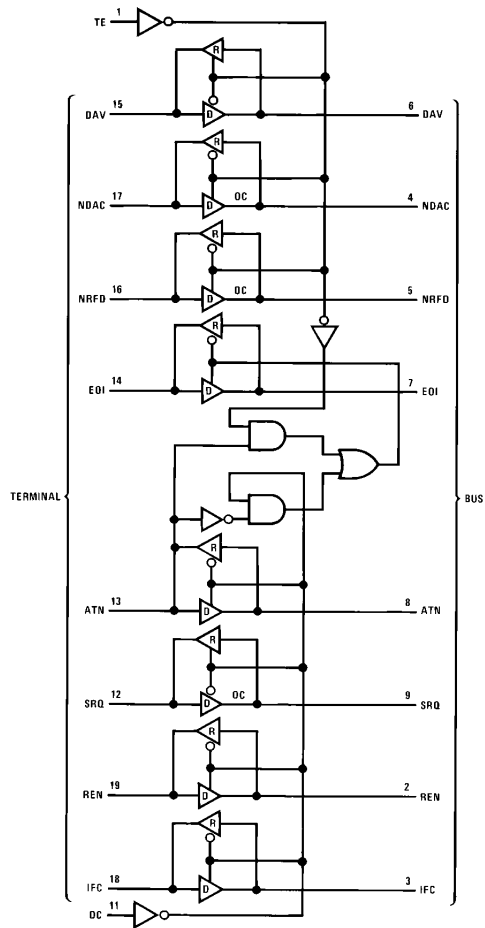 1
TE
R
15
6
DAV
D
DAV
R
17
OC
4
NDAC
D
NDAC
R
16
OC
5
NRFD
D
NRFD
R
14
7
EOI
D
EOI
TERMINAL
BUS
R
13
8
ATN
D
ATN
R
12
OC
9
SRQ
D
SRQ
R
19
2
REN
D
REN
R
18
3
IFC
D
IFC
11
DC